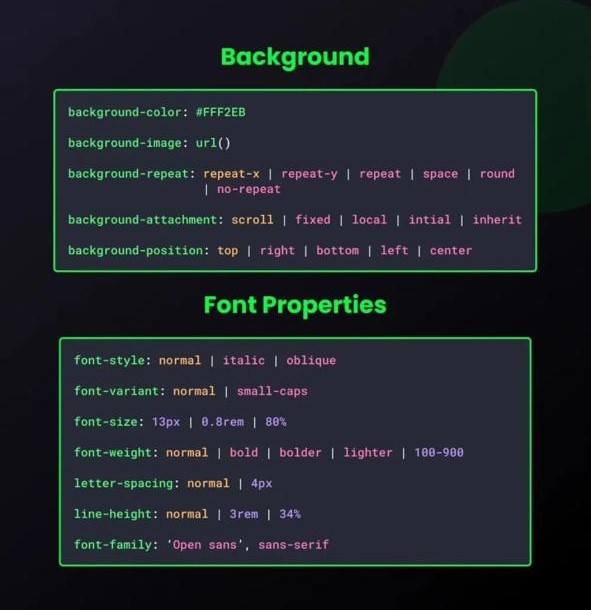 Background
background-color: #FFF2EB
background-image: url()
background-repeat: repeat-x | repeat-y | repeat | space | round
| no-repeat
background-attachment: scroll | fixed | local | intial | inherit
background-position: top | right | bottom | left | center
Font Properties
font-style: normal | italic | oblique
font-variant: normal | small-caps
font-size: 13px | 0.8rem | 80%
font-weight: normal | bold | bolder | lighter | 100-900
letter-spacing: normal | 4px
line-height: normal | 3rem | 34%
font-family: ‘Open sans’, sans-serif